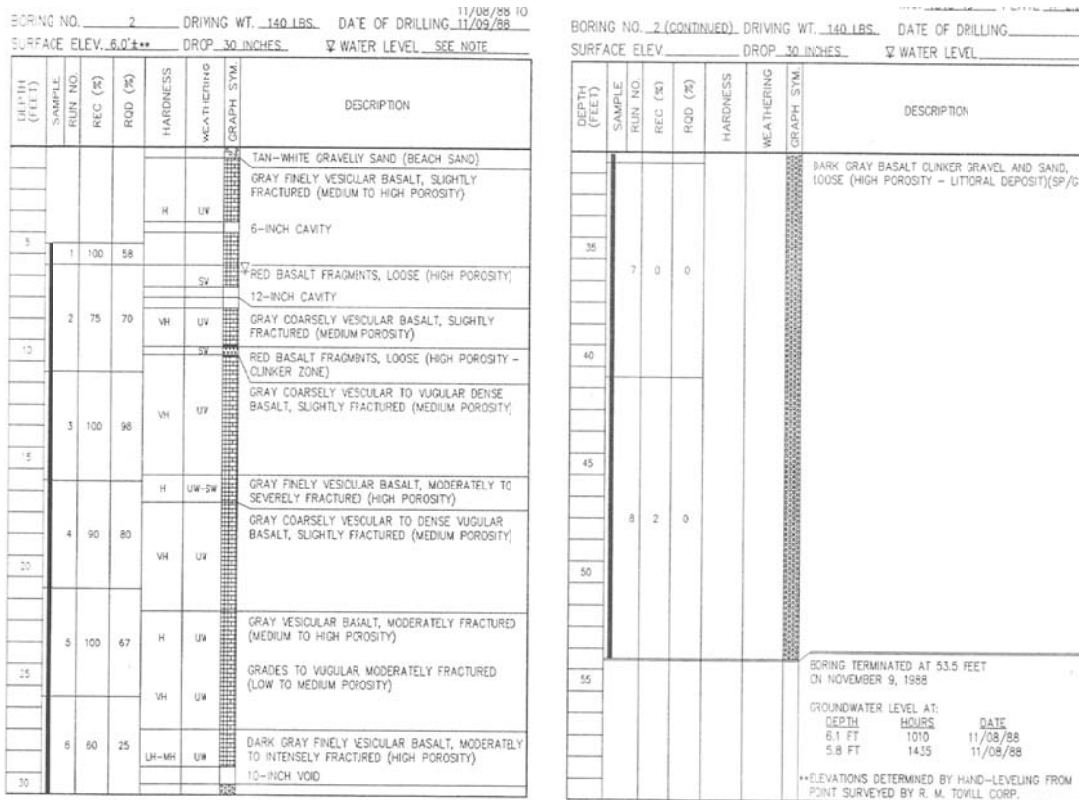 11/08/88 TO
BORING NO. 2 DRIVING WT. 140 LBS. DATE OF DRILLING 11/09/88
SURFACE ELEV. 6.0'±** DROP 30 INCHES WATER LEVEL SEE NOTE
DEPTH (FEET) SAMPLE RUN NO. REC (%) RQD (%) HARDNESS WEATHERING GRAPH SYM. DESCRIPTION
TAN-WHITE GRAVELLY SAND (BEACH SAND)
GRAY FINELY VESICULAR BASALT, SLIGHTLY
FRACTURED (MEDIUM TO HIGH POROSITY)
H UW
6-INCH CAVITY
5
1 100 58
RED BASALT FRAGMENTS, LOOSE (HIGH POROSITY)
SW
12-INCH CAVITY
2 75 70 VH UW
GRAY COARSELY VESICULAR BASALT, SLIGHTLY
FRACTURED (MEDIUM POROSITY)
10
SW
RED BASALT FRAGMENTS, LOOSE (HIGH POROSITY -
CLINKER ZONE)
GRAY COARSELY VESICULAR TO VUGULAR DENSE
BASALT, SLIGHTLY FRACTURED (MEDIUM POROSITY)
VH UW
3 100 98
15
H UW-SW
GRAY FINELY VESICULAR BASALT, MODERATELY TO
SEVERELY FRACTURED (HIGH POROSITY)
GRAY COARSELY VESCULAR TO DENSE VUGULAR
BASALT, SLIGHTLY FRACTURED (MEDIUM POROSITY)
4 90 80
VH UW
20
GRAY VESICULAR BASALT, MODERATELY FRACTURED
(MEDIUM TO HIGH POROSITY)
5 100 67 H UW
GRADES TO VUGULAR, MODERATELY FRACTURED
(LOW TO MEDIUM POROSITY)
25
VH UW
DARK GRAY FINELY VESICULAR BASALT, MODERATELY
TO INTENSELY FRACTURED (HIGH POROSITY)
6 60 25 LH-MH UW
10-INCH VOID
30
BORING NO. 2 (CONTINUED) DRIVING WT. 140 LBS. DATE OF DRILLING
SURFACE ELEV. DROP 30 INCHES WATER LEVEL
DEPTH (FEET) SAMPLE RUN NO. REC (%) RQD (%) HARDNESS WEATHERING GRAPH SYM. DESCRIPTION
DARK GRAY BASALT CLINKER GRAVEL AND SAND,
LOOSE (HIGH POROSITY - LITTORAL DEPOSIT)(SP/G
35
7 0 0
40
45
8 2 0
50
BORING TERMINATED AT 53.5 FEET
ON NOVEMBER 9, 1988
55
GROUNDWATER LEVEL AT:
DEPTH HOURS DATE
6.1 FT 1010 11/08/88
5.8 FT 1435 11/08/88
**ELEVATIONS DETERMINED BY HAND-LEVELING FROM
POINT SURVEYED BY R. M. TOWILL CORP.